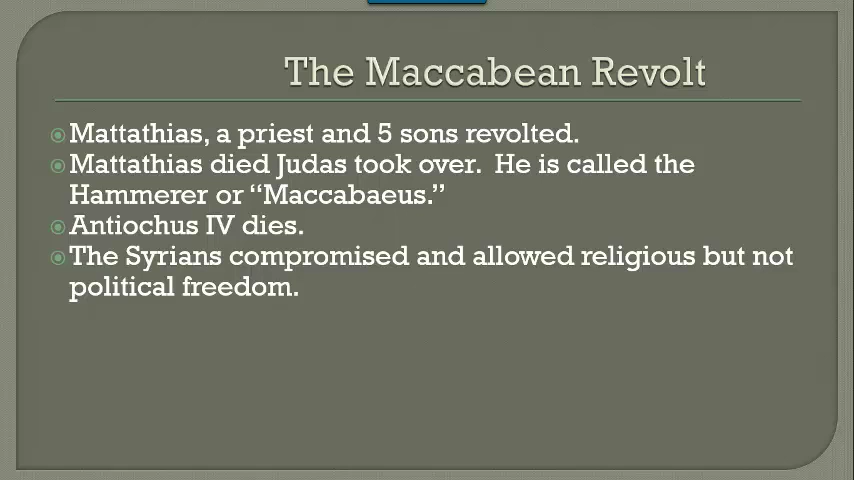 The Maccabean Revolt
Mattathias, a priest and 5 sons revolted.
Mattathias died Judas took over.  He is called the
Hammerer or “Maccabaeus.”
Antiochus IV dies.
The Syrians compromised and allowed religious but not
political freedom.